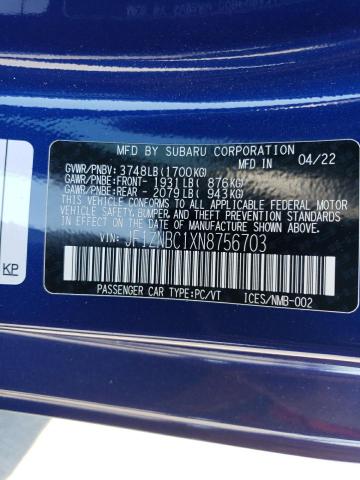 MFD BY SUBARU CORPORATION
MFD IN 04/22
GVWR/PNBV: 3748LB(1700KG)
GAWR/PNBE:FRONT- 1931LB( 876KG)
GAWR/PNBE:REAR - 2079LB( 943KG)
THIS VEHICLE CONFORMS TO ALL
APPLICABLE FEDERAL MOTOR
VEHICLE SAFETY, BUMPER, AND THEFT PREVENTION STANDARDS
IN EFFECT ON THE DATE OF MANUFACTURE SHOWN ABOVE.
VIN: JF1ZNBC1XN8756703
PASSENGER CAR TYPE:PC/VT ICES/NMB-002
KP